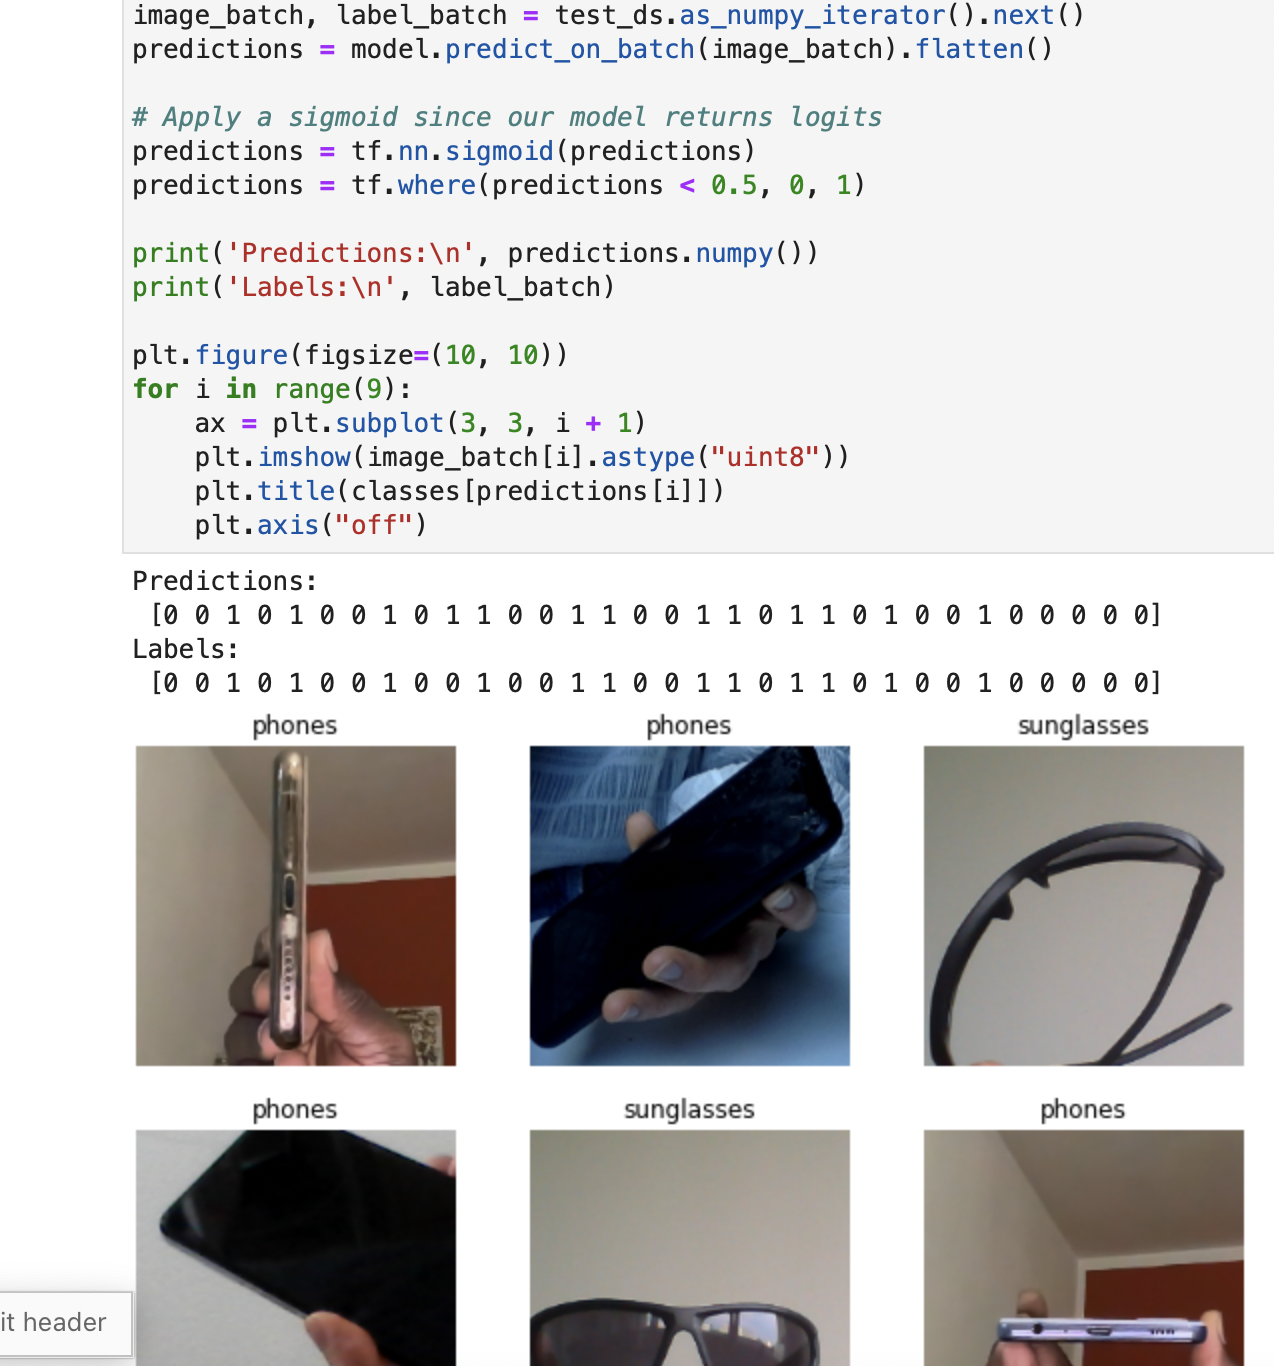 image_batch, label_batch = test_ds.as_numpy_iterator().next()
predictions = model.predict_on_batch(image_batch).flatten()
# Apply a sigmoid since our model returns logits
predictions = tf.nn.sigmoid(predictions)
predictions = tf.where(predictions < 0.5, 0, 1)
print('Predictions:\n', predictions.numpy())
print('Labels:\n', label_batch)
plt.figure(figsize=(10, 10))
for i in range(9):
    ax = plt.subplot(3, 3, i + 1)
    plt.imshow(image_batch[i].astype("uint8"))
    plt.title(classes[predictions[i]])
    plt.axis("off")
Predictions:
[0 0 1 0 1 0 0 1 0 1 1 0 0 1 1 0 0 1 1 0 1 1 0 1 0 0 1 0 0 0 0 0]
Labels:
[0 0 1 0 1 0 0 1 0 0 1 0 0 1 1 0 0 1 1 0 1 1 0 1 0 0 1 0 0 0 0 0]
phones phones sunglasses
phones sunglasses phones
it header